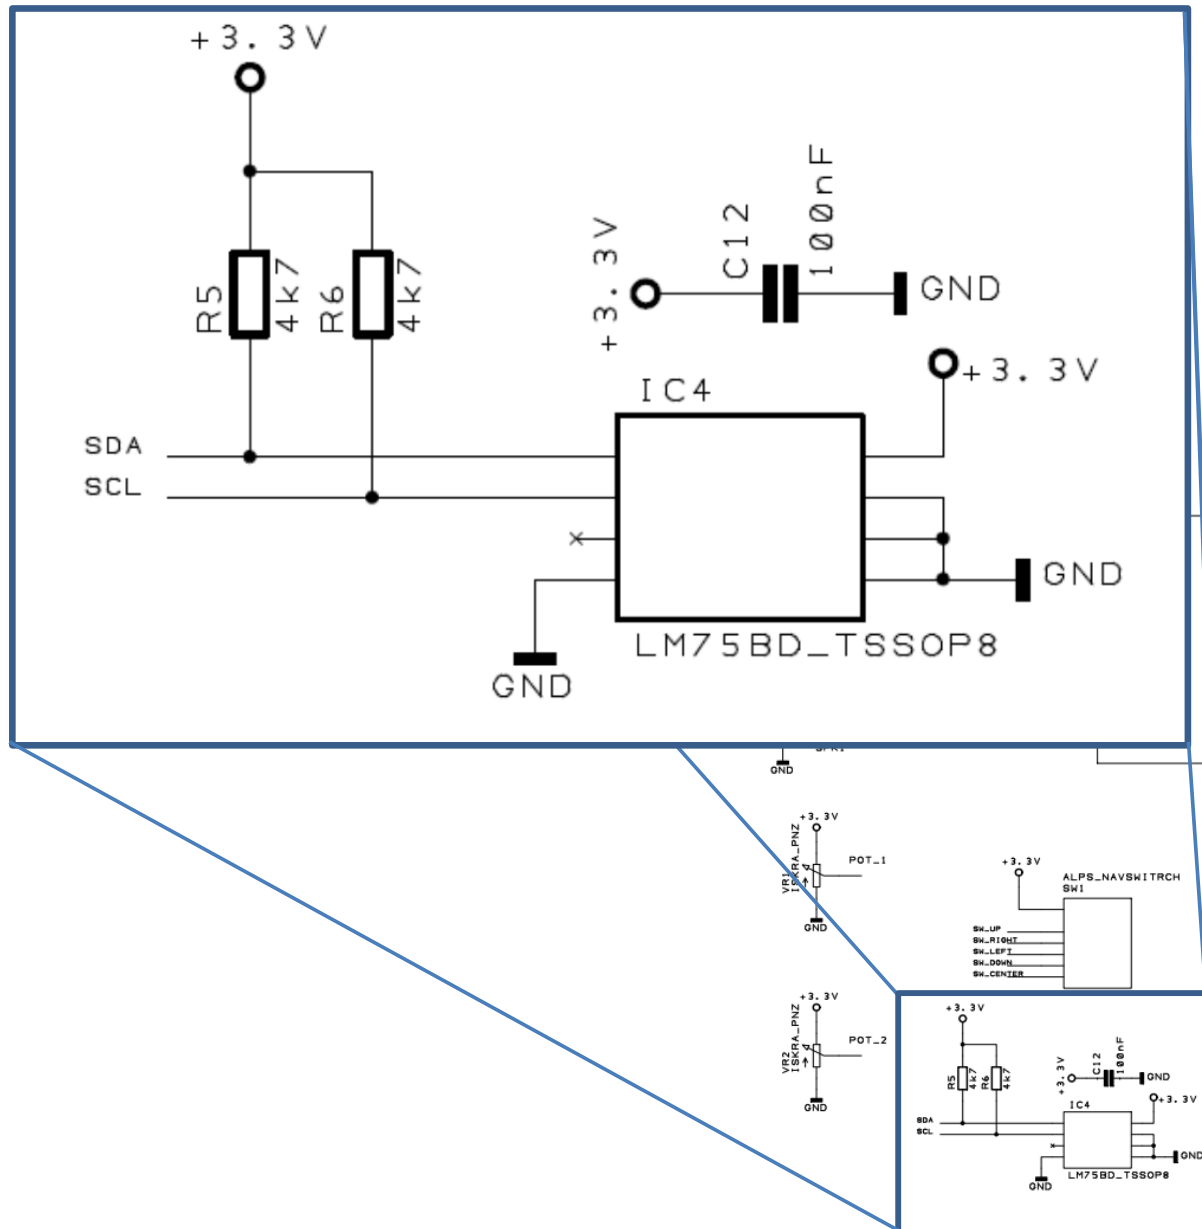 +3.3V
R5
4k7
R6
4k7
+3.3V
C12
100nF
GND
+3.3V
IC4
SDA
SCL
GND
LM75BD_TSSOP8
GND
GND
+3.3V
VR1
ISKRA_PNZ
POT_1
GND
+3.3V
ALPS_NAVSWITRCH
SW1
SW_UP
SW_RIGHT
SW_LEFT
SW_DOWN
SW_CENTER
+3.3V
VR2
ISKRA_PNZ
POT_2
GND
+3.3V
R5
4k7
R6
4k7
+3.3V
C12
100nF
GND
+3.3V
IC4
SDA
SCL
GND
LM75BD_TSSOP8
GND